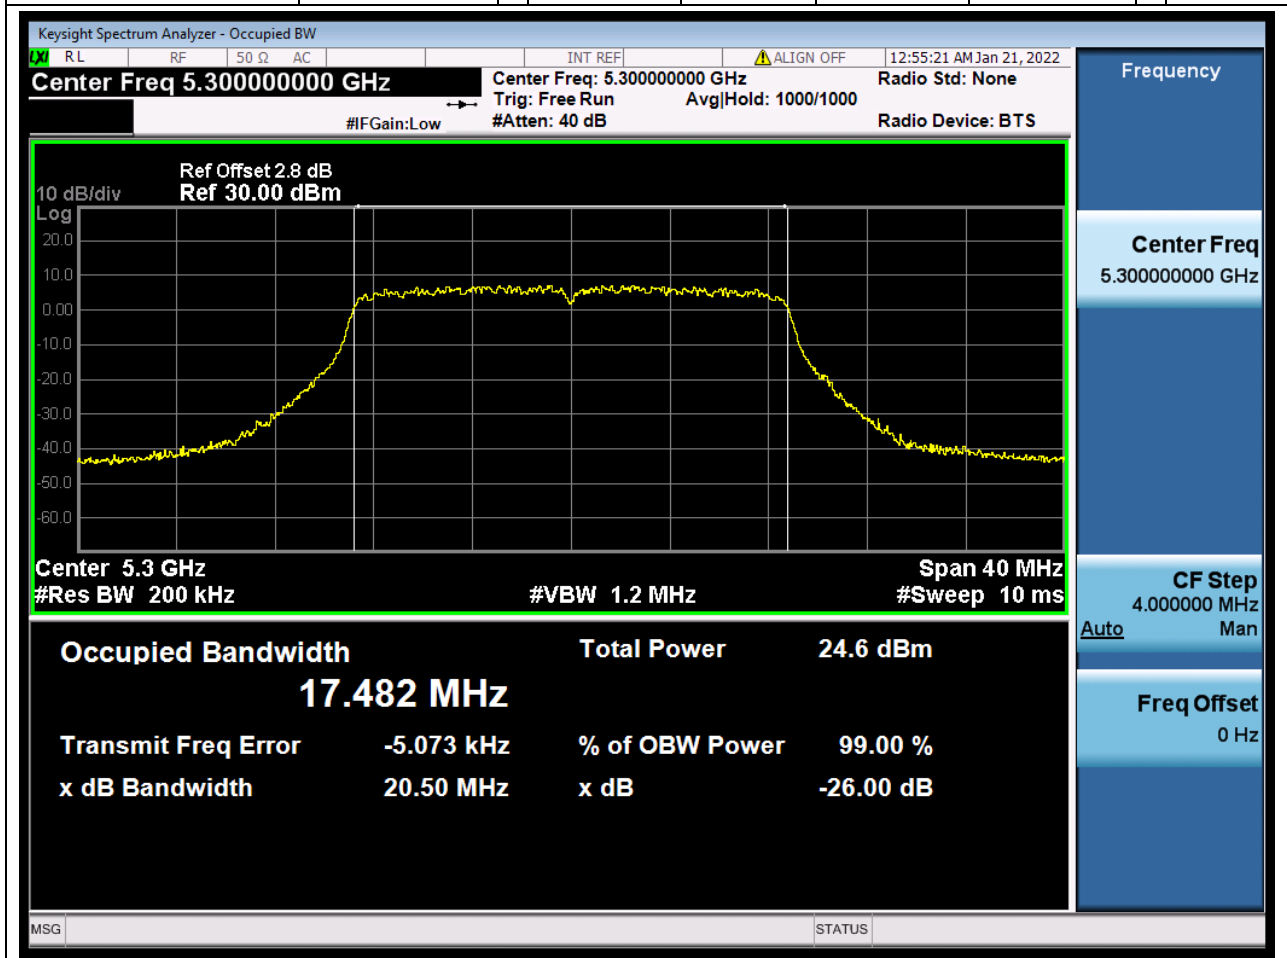 Keysight Spectrum Analyzer - Occupied BW
LXI RL RF 50 Ω AC INT REF ALIGN OFF 12:55:21 AM Jan 21, 2022
Center Freq 5.300000000 GHz Center Freq: 5.300000000 GHz Radio Std: None
Trig: Free Run Avg|Hold: 1000/1000
#IFGain:Low #Atten: 40 dB Radio Device: BTS
Ref Offset 2.8 dB
10 dB/div Ref 30.00 dBm
Log
20.0
10.0
0.00
-10.0
-20.0
-30.0
-40.0
-50.0
-60.0
Center 5.3 GHz Span 40 MHz
#Res BW 200 kHz #VBW 1.2 MHz #Sweep 10 ms
Occupied Bandwidth Total Power 24.6 dBm
17.482 MHz
Transmit Freq Error -5.073 kHz % of OBW Power 99.00 %
x dB Bandwidth 20.50 MHz x dB -26.00 dB
MSG STATUS
Frequency
Center Freq
5.300000000 GHz
CF Step
4.000000 MHz
Auto Man
Freq Offset
0 Hz